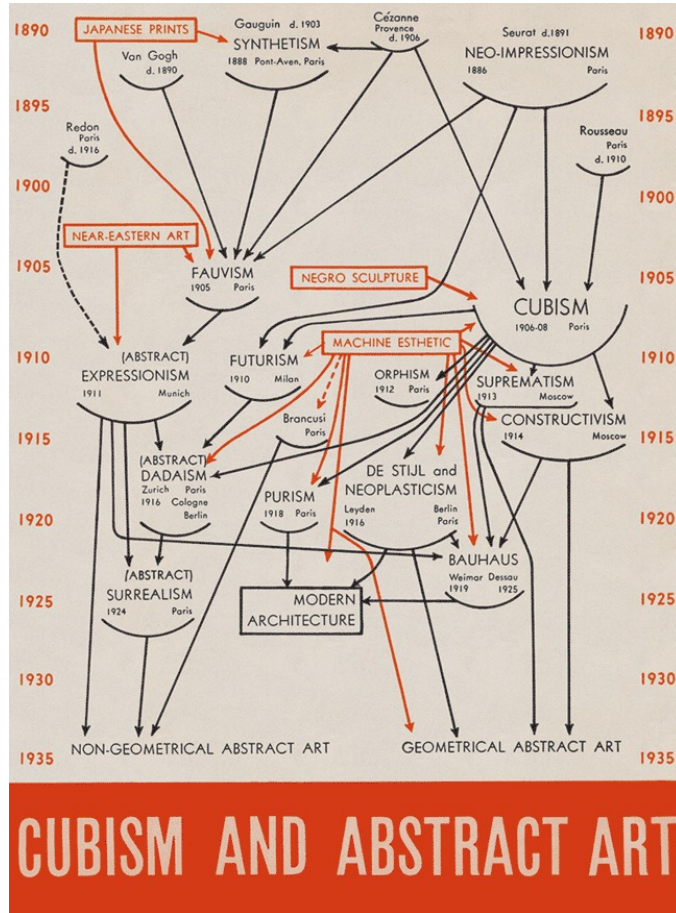 1890
JAPANESE PRINTS
Gauguin d. 1903
SYNTHETISM
1888 Pont-Aven, Paris
Cézanne
Provence
d. 1906
Seurat d.1891
NEO-IMPRESSIONISM
1886 Paris
1890
Van Gogh
d. 1890
1895
1895
Redon
Paris
d. 1916
Rousseau
Paris
d. 1910
1900
1900
NEAR-EASTERN ART
1905
FAUVISM
1905 Paris
NEGRO SCULPTURE
1905
CUBISM
1906-08 Paris
1910
(ABSTRACT)
EXPRESSIONISM
1911 Munich
FUTURISM
1910 Milan
MACHINE ESTHETIC
ORPHISM
1912 Paris
SUPREMATISM
1913 Moscow
1910
Brancusi
Paris
CONSTRUCTIVISM
1914 Moscow
1915
1915
(ABSTRACT)
DADAISM
Zurich Paris
1916 Cologne
Berlin
PURISM
1918 Paris
DE STIJL and
NEOPLASTICISM
Leyden Berlin
1916 Paris
1920
1920
(ABSTRACT)
SURREALISM
1924 Paris
MODERN
ARCHITECTURE
BAUHAUS
Weimar Dessau
1919 1925
1925
1925
1930
1930
1935
NON-GEOMETRICAL ABSTRACT ART
GEOMETRICAL ABSTRACT ART
1935
CUBISM AND ABSTRACT ART